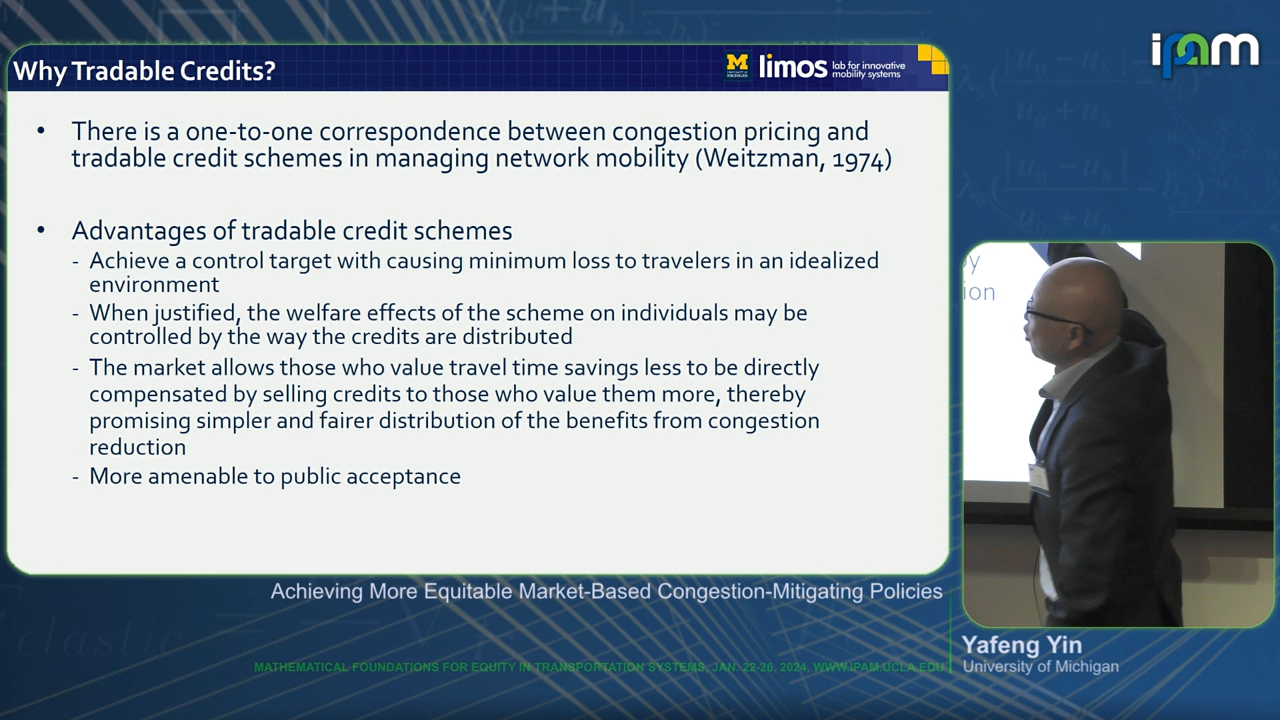 ipam
Why Tradable Credits?
M
UNIVERSITY OF MICHIGAN
limos lab for innovative mobility systems
• There is a one-to-one correspondence between congestion pricing and
tradable credit schemes in managing network mobility (Weitzman, 1974)
• Advantages of tradable credit schemes
- Achieve a control target with causing minimum loss to travelers in an idealized
environment
- When justified, the welfare effects of the scheme on individuals may be
controlled by the way the credits are distributed
- The market allows those who value travel time savings less to be directly
compensated by selling credits to those who value them more, thereby
promising simpler and fairer distribution of the benefits from congestion
reduction
- More amenable to public acceptance
ion
Achieving More Equitable Market-Based Congestion-Mitigating Policies
Yafeng Yin
University of Michigan
MATHEMATICAL FOUNDATIONS FOR EQUITY IN TRANSPORTATION SYSTEMS, JAN. 22-26, 2024, WWW.IPAM.UCLA.EDU
elastic